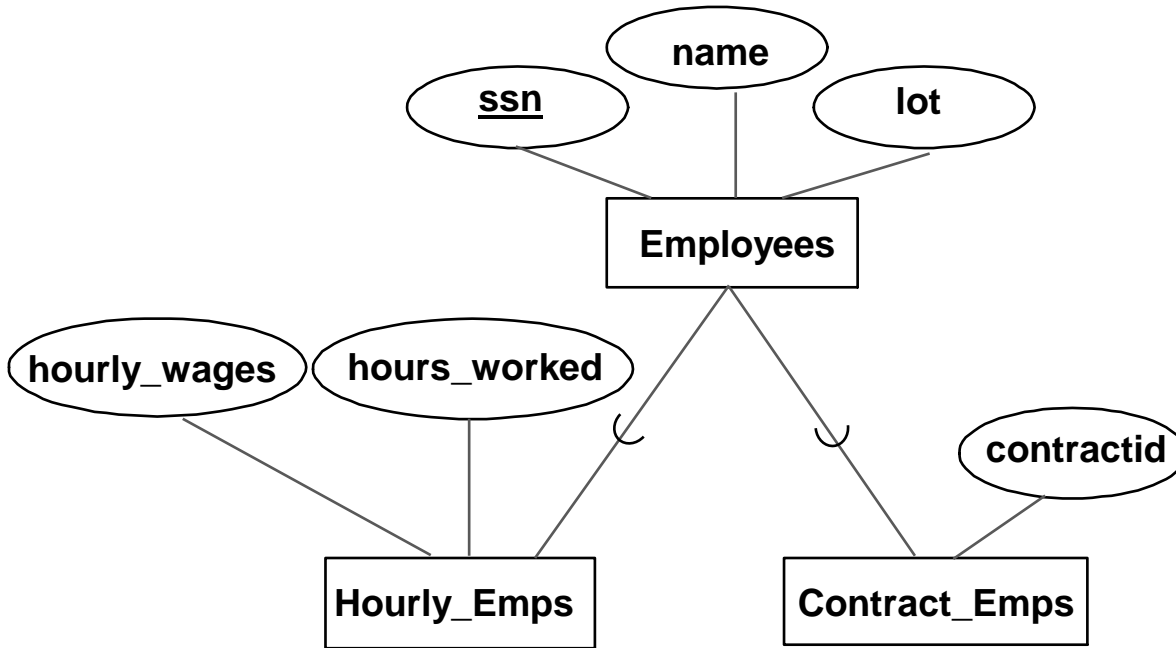 name
ssn
lot
Employees
hourly_wages
hours_worked
contractid
Hourly_Emps
Contract_Emps